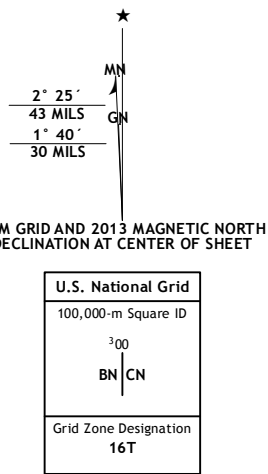 ★
MN
2° 25´
43 MILS
GN
1° 40´
30 MILS
M GRID AND 2013 MAGNETIC NORTH
DECLINATION AT CENTER OF SHEET
U.S. National Grid
100,000-m Square ID
³00
BN CN
Grid Zone Designation
16T